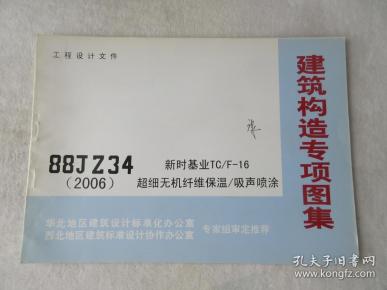 工程设计文件
88JZ34
(2006)
新时基业TC/F-16
超细无机纤维保温/吸声喷涂
华北地区建筑设计标准化办公室
西北地区建筑标准设计协作办公室
专家组审定推荐
建筑构造专项图集
孔夫子旧书网